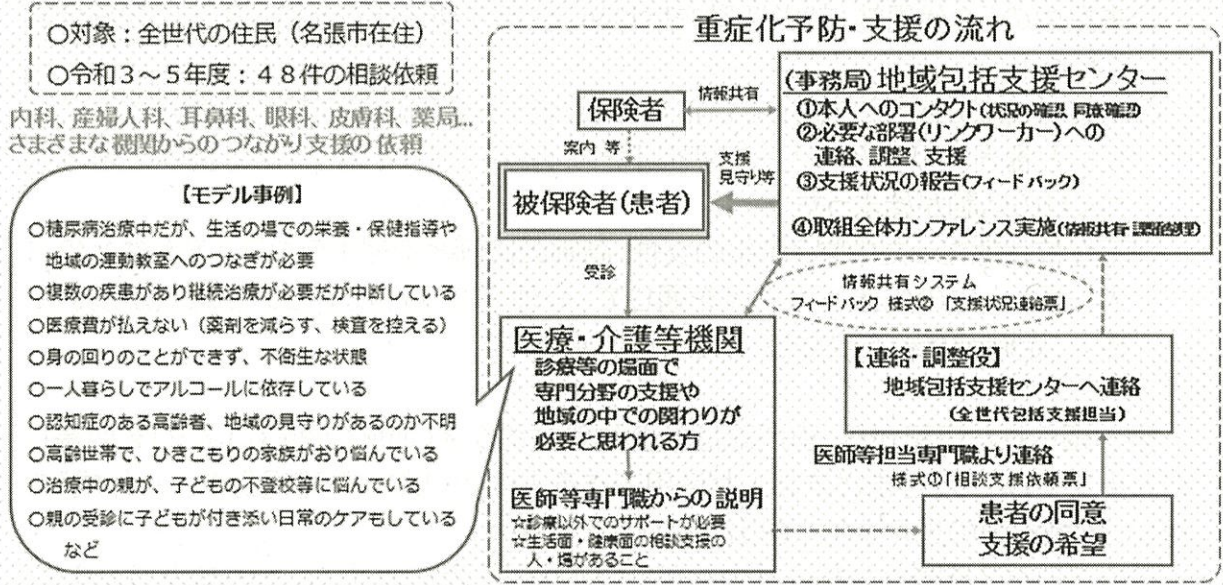 ○対象：全世代の住民（名張市在住）
○令和３～５年度：４８件の相談依頼
内科、産婦人科、耳鼻科、眼科、皮膚科、薬局…
さまざまな機関からのつながり支援の依頼
【モデル事例】
○糖尿病治療中だが、生活の場での栄養・保健指導や
地域の運動教室へのつなぎが必要
○複数の疾患があり継続治療が必要だが中断している
○医療費が払えない（薬剤を減らす、検査を控える）
○身の回りのことができず、不衛生な状態
○一人暮らしでアルコールに依存している
○認知症のある高齢者、地域の見守りがあるのか不明
○高齢世帯で、ひきこもりの家族がおり悩んでいる
○治療中の親が、子どもの不登校等に悩んでいる
○親の受診に子どもが付き添い日常のケアもしている
など
重症化予防・支援の流れ
保険者
情報共有
案内 等
支援
見守り等
被保険者(患者)
(事務局)地域包括支援センター
①本人へのコンタクト(状況の確認 同意確認)
②必要な部署(リンクワーカー)への
連絡、調整、支援
③支援状況の報告(フィードバック)
④取組全体カンファレンス実施(情報共有・課題整理)
受診
情報共有システム
フィードバック 様式② 「支援状況連絡票」
医療・介護等機関
診療等の場面で
専門分野の支援や
地域の中での関わりが
必要と思われる方
医師等専門職からの説明
☆診療以外でのサポートが必要
☆生活面・健康面の相談支援の
人・場があること
【連絡・調整役】
地域包括支援センターへ連絡
(全世代包括支援担当)
医師等担当専門職より連絡
様式①「相談支援依頼票」
患者の同意
支援の希望